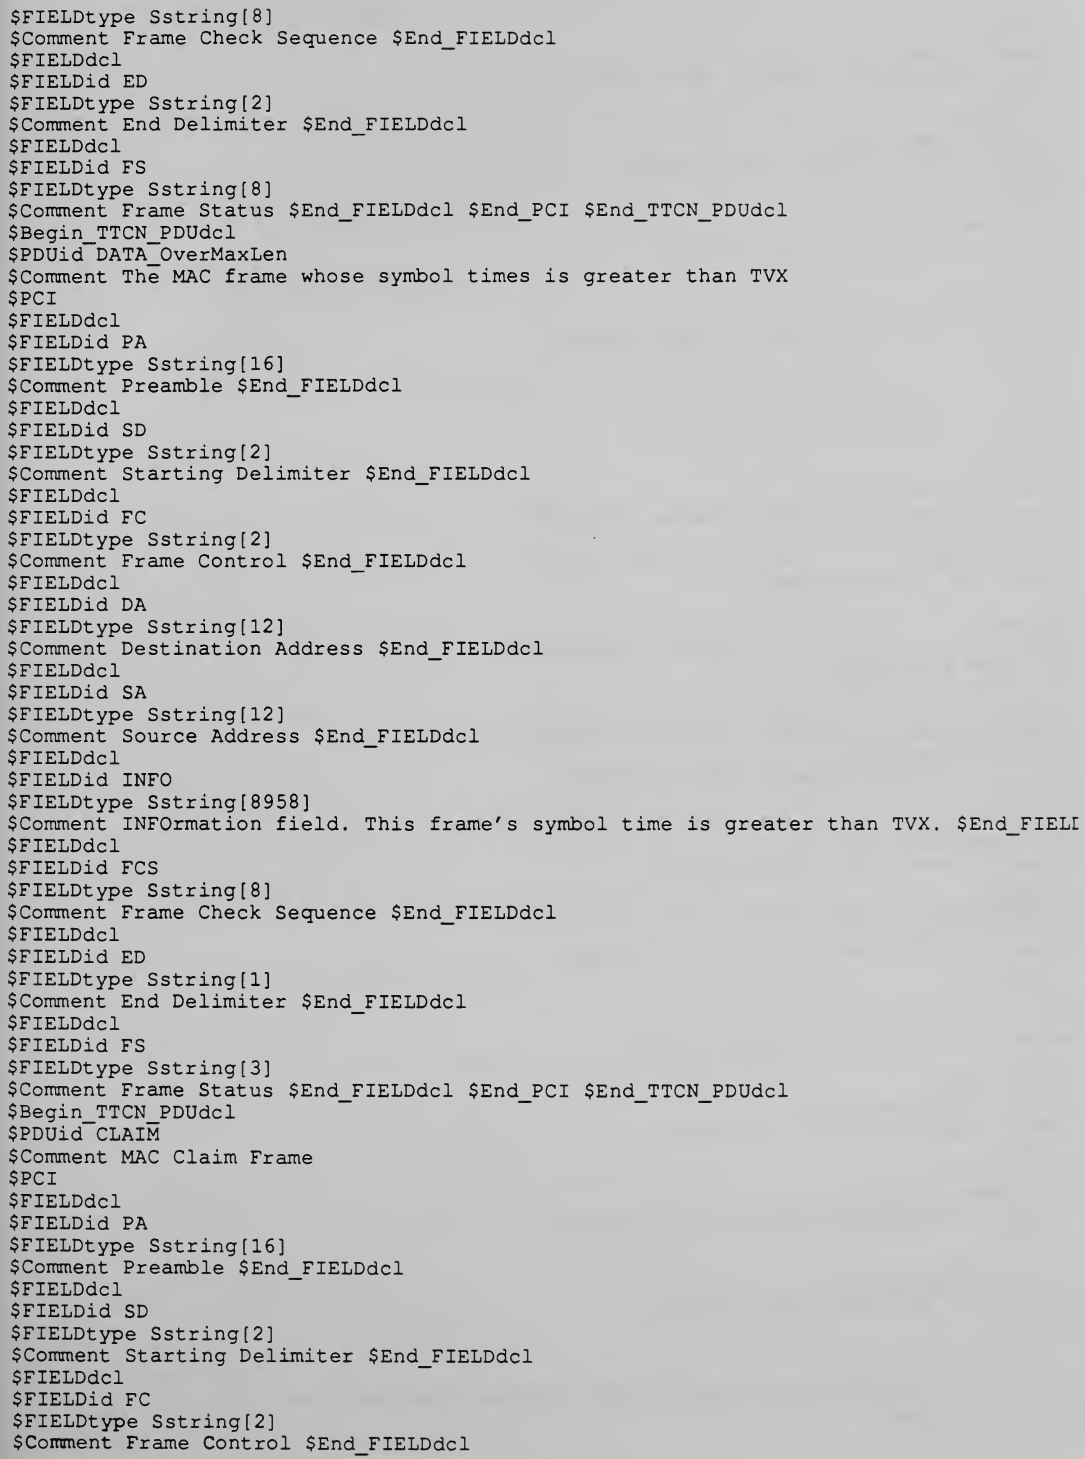 $FIELDtype Sstring[8]
$Comment Frame Check Sequence $End_FIELDdcl
$FIELDdcl
$FIELDid ED
$FIELDtype Sstring[2]
$Comment End Delimiter $End_FIELDdcl
$FIELDdcl
$FIELDid FS
$FIELDtype Sstring[8]
$Comment Frame Status $End_FIELDdcl $End_PCI $End_TTCN_PDUdcl
$Begin_TTCN_PDUdcl
$PDUid DATA_OverMaxLen
$Comment The MAC frame whose symbol times is greater than TVX
$PCI
$FIELDdcl
$FIELDid PA
$FIELDtype Sstring[16]
$Comment Preamble $End_FIELDdcl
$FIELDdcl
$FIELDid SD
$FIELDtype Sstring[2]
$Comment Starting Delimiter $End_FIELDdcl
$FIELDdcl
$FIELDid FC
$FIELDtype Sstring[2]
$Comment Frame Control $End_FIELDdcl
$FIELDdcl
$FIELDid DA
$FIELDtype Sstring[12]
$Comment Destination Address $End_FIELDdcl
$FIELDdcl
$FIELDid SA
$FIELDtype Sstring[12]
$Comment Source Address $End_FIELDdcl
$FIELDdcl
$FIELDid INFO
$FIELDtype Sstring[8958]
$Comment INFOrmation field. This frame's symbol time is greater than TVX. $End_FIEL
$FIELDdcl
$FIELDid FCS
$FIELDtype Sstring[8]
$Comment Frame Check Sequence $End_FIELDdcl
$FIELDdcl
$FIELDid ED
$FIELDtype Sstring[1]
$Comment End Delimiter $End_FIELDdcl
$FIELDdcl
$FIELDid FS
$FIELDtype Sstring[3]
$Comment Frame Status $End_FIELDdcl $End_PCI $End_TTCN_PDUdcl
$Begin_TTCN_PDUdcl
$PDUid CLAIM
$Comment MAC Claim Frame
$PCI
$FIELDdcl
$FIELDid PA
$FIELDtype Sstring[16]
$Comment Preamble $End_FIELDdcl
$FIELDdcl
$FIELDid SD
$FIELDtype Sstring[2]
$Comment Starting Delimiter $End_FIELDdcl
$FIELDdcl
$FIELDid FC
$FIELDtype Sstring[2]
$Comment Frame Control $End_FIELDdcl